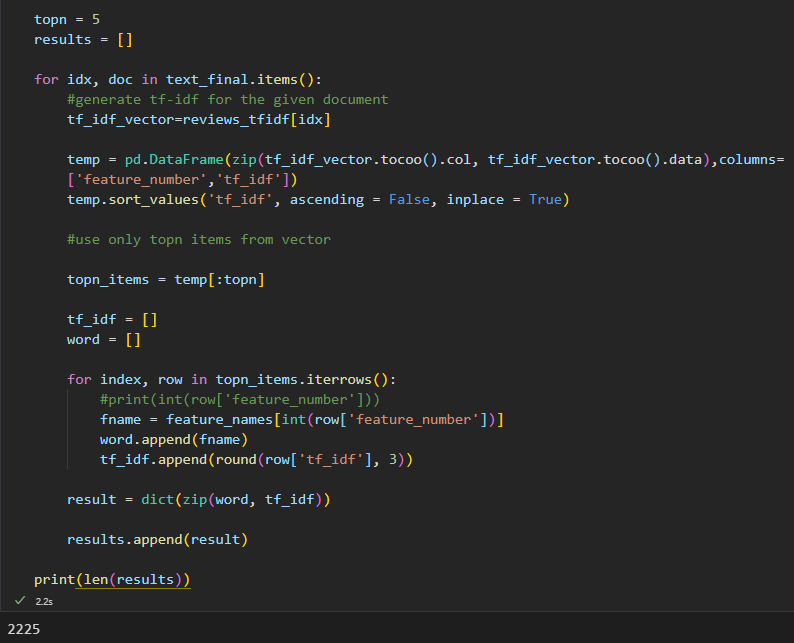 topn = 5
results = []
for idx, doc in text_final.items():
#generate tf-idf for the given document
tf_idf_vector=reviews_tfidf[idx]
temp = pd.DataFrame(zip(tf_idf_vector.tocoo().col, tf_idf_vector.tocoo().data),columns=
['feature_number','tf_idf'])
temp.sort_values('tf_idf', ascending = False, inplace = True)
#use only topn items from vector
topn_items = temp[:topn]
tf_idf = []
word = []
for index, row in topn_items.iterrows():
#print(int(row['feature_number']))
fname = feature_names[int(row['feature_number'])]
word.append(fname)
tf_idf.append(round(row['tf_idf'], 3))
result = dict(zip(word, tf_idf))
results.append(result)
print(len(results))
✓ 2.2s
2225